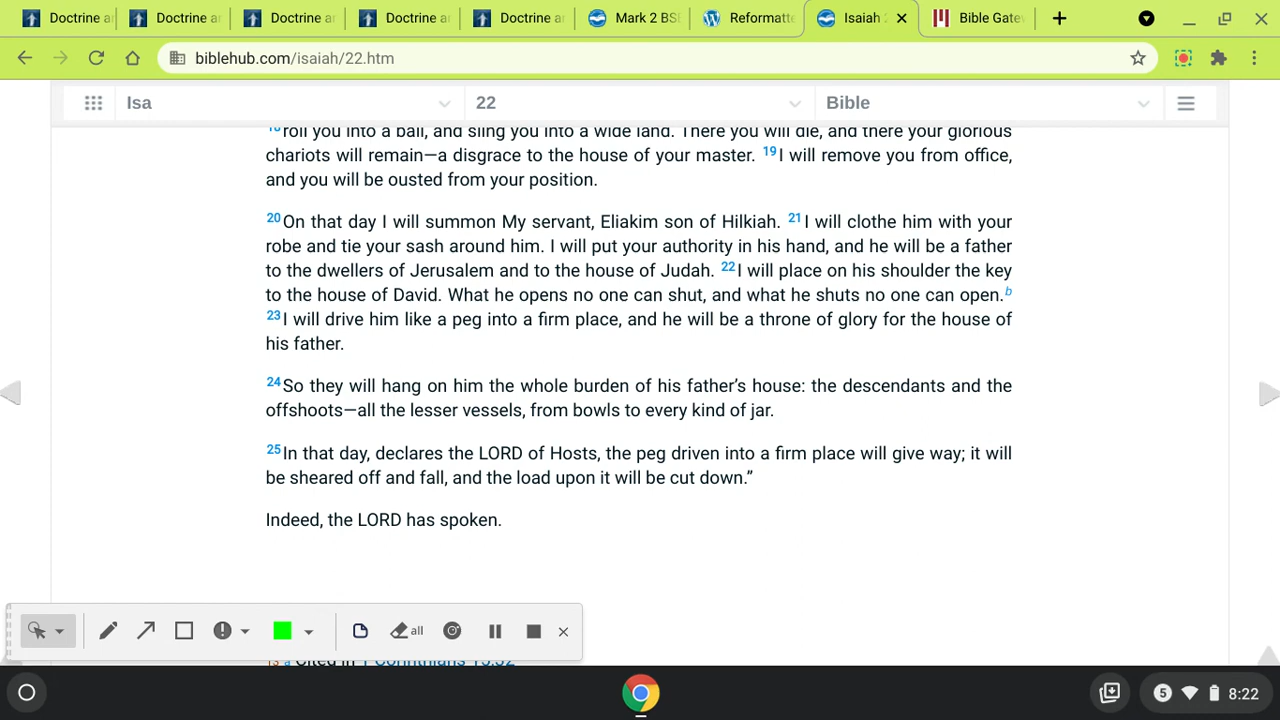 Doctrine a
Doctrine a
Doctrine a
Doctrine a
Doctrine a
Mark 2 BS
Reformatt
Isaiah 2
Bible Gate
biblehub.com/isaiah/22.htm
Isa
22
Bible
18 roll you into a ball, and sling you into a wide land. There you will die, and there your glorious
chariots will remain—a disgrace to the house of your master. 19 I will remove you from office,
and you will be ousted from your position.
20 On that day I will summon My servant, Eliakim son of Hilkiah. 21 I will clothe him with your
robe and tie your sash around him. I will put your authority in his hand, and he will be a father
to the dwellers of Jerusalem and to the house of Judah. 22 I will place on his shoulder the key
to the house of David. What he opens no one can shut, and what he shuts no one can open. b
23 I will drive him like a peg into a firm place, and he will be a throne of glory for the house of
his father.
24 So they will hang on him the whole burden of his father’s house: the descendants and the
offshoots—all the lesser vessels, from bowls to every kind of jar.
25 In that day, declares the LORD of Hosts, the peg driven into a firm place will give way; it will
be sheared off and fall, and the load upon it will be cut down.”
Indeed, the LORD has spoken.
all
13 a Cited in 1 Corinthians 15:32
5
8:22